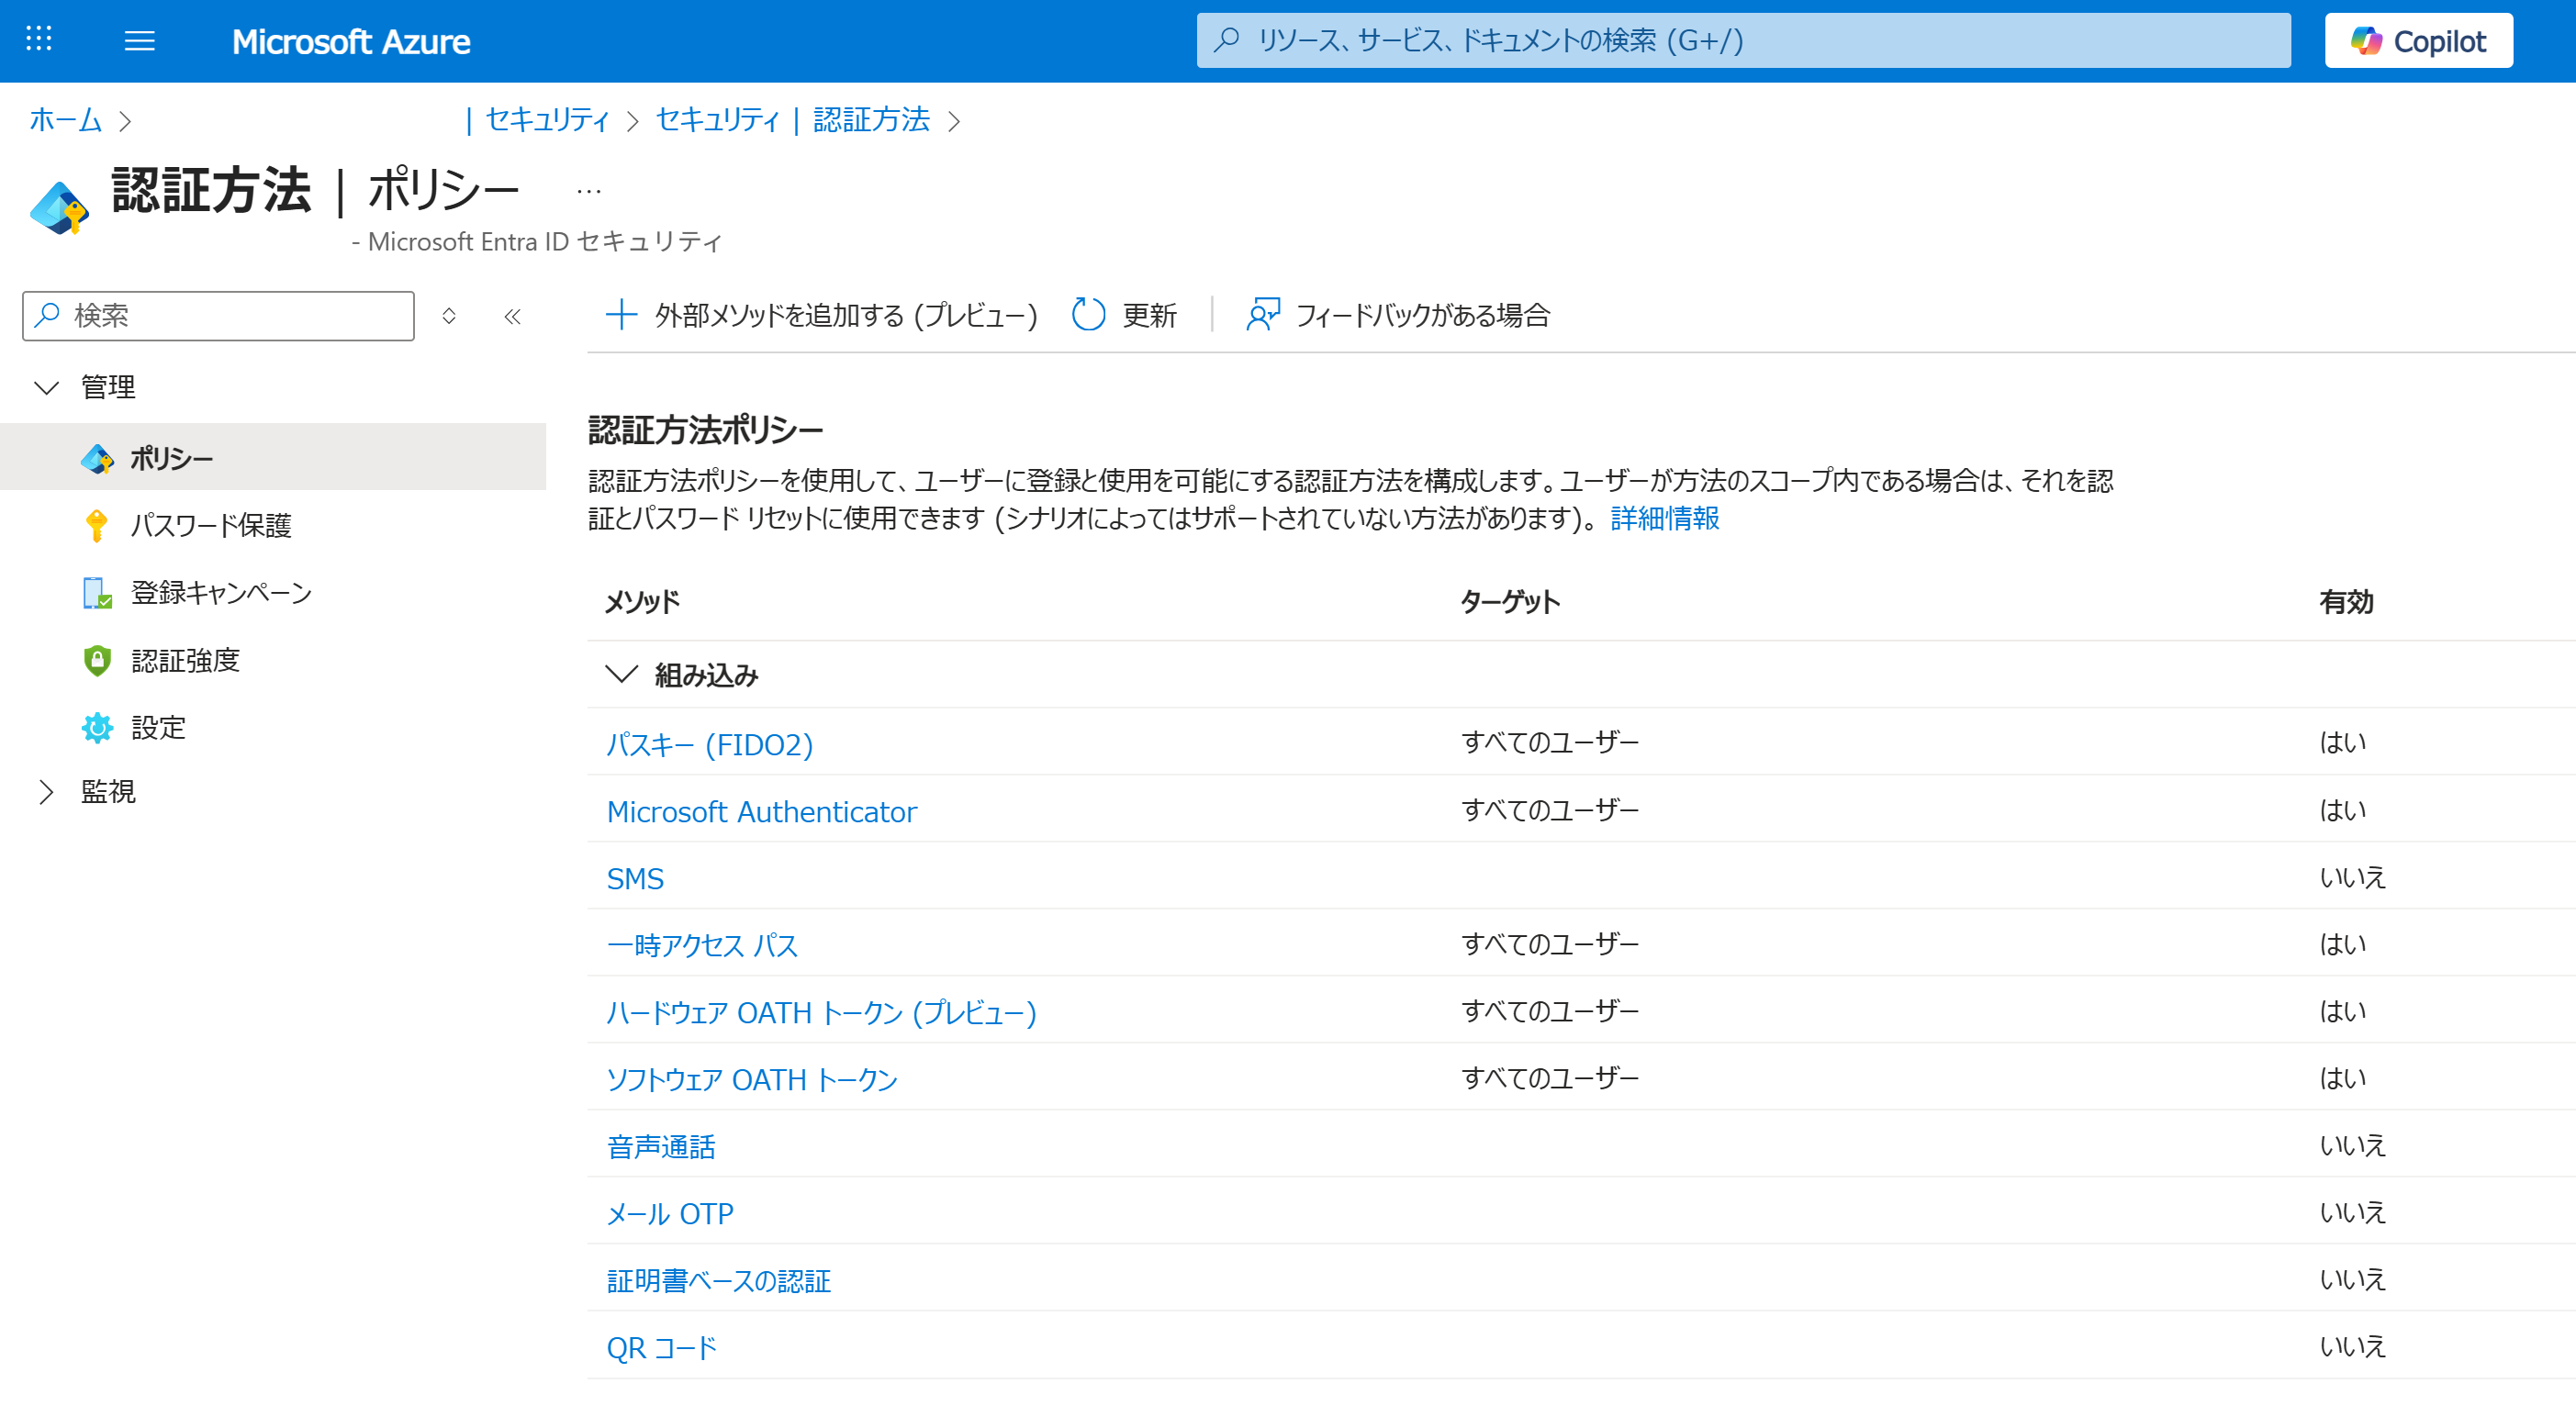 Microsoft Azure
リソース、サービス、ドキュメントの検索 (G+/)
Copilot
ホーム > | セキュリティ > セキュリティ | 認証方法 >
認証方法 | ポリシー ...
- Microsoft Entra ID セキュリティ
検索
外部メソッドを追加する (プレビュー) 更新 | フィードバックがある場合
管理
ポリシー
パスワード保護
登録キャンペーン
認証強度
設定
監視
認証方法ポリシー
認証方法ポリシーを使用して、ユーザーに登録と使用を可能にする認証方法を構成します。ユーザーが方法のスコープ内である場合は、それを認
証とパスワード リセットに使用できます (シナリオによってはサポートされていない方法があります)。 詳細情報
メソッド ターゲット 有効
組み込み
パスキー (FIDO2) すべてのユーザー はい
Microsoft Authenticator すべてのユーザー はい
SMS いいえ
一時アクセス パス すべてのユーザー はい
ハードウェア OATH トークン (プレビュー) すべてのユーザー はい
ソフトウェア OATH トークン すべてのユーザー はい
音声通話 いいえ
メール OTP いいえ
証明書ベースの認証 いいえ
QR コード いいえ